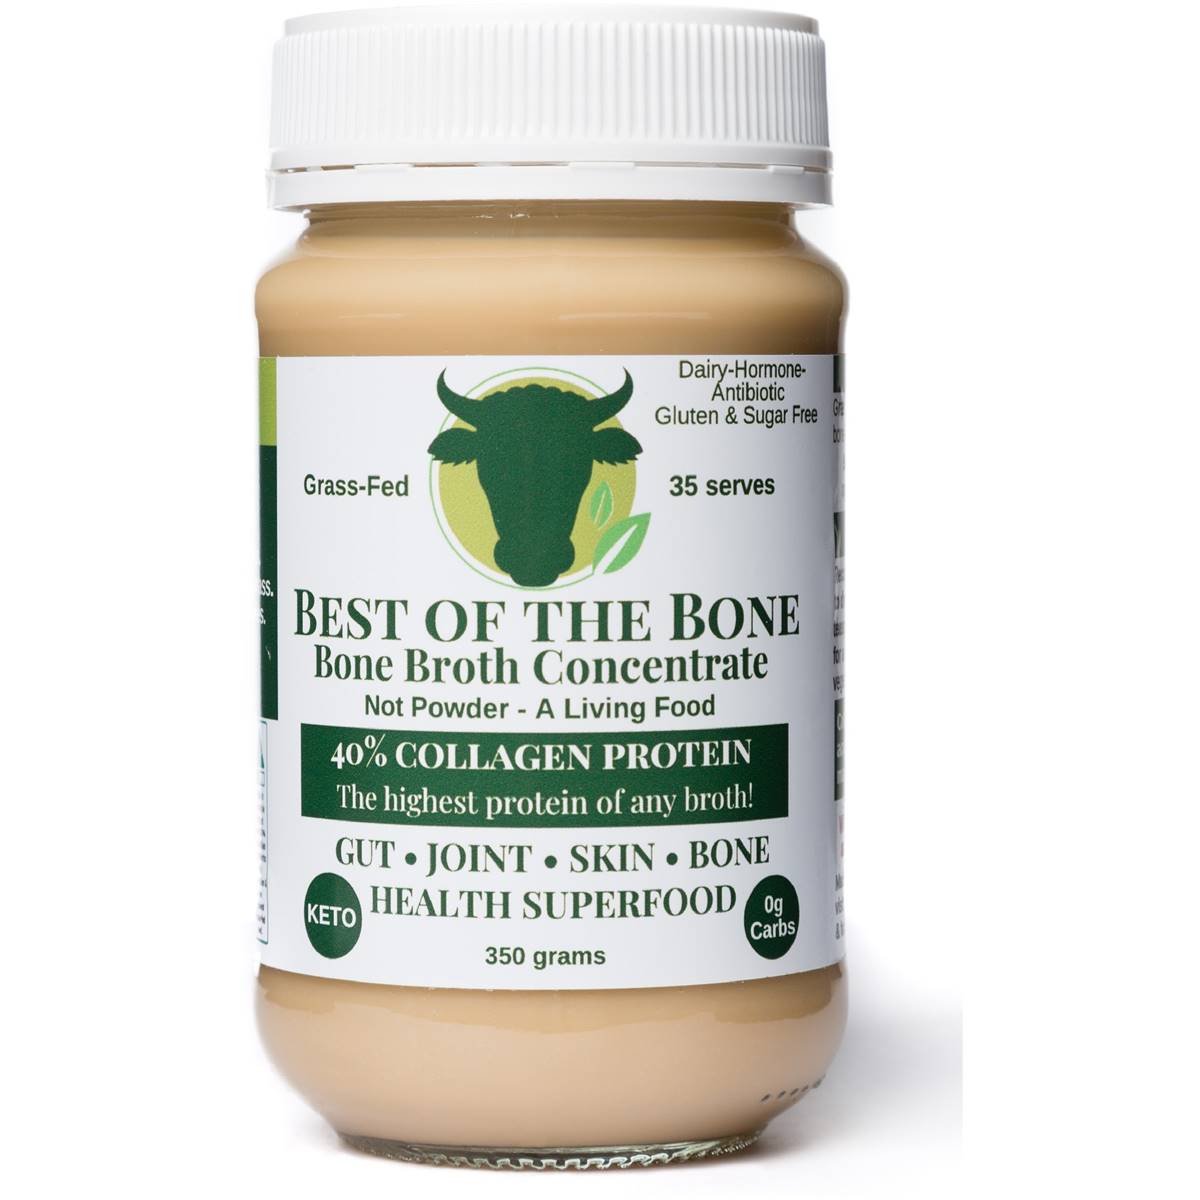 Dairy-Hormone-
Antibiotic
Gluten & Sugar Free
Grass-Fed
35 serves
BEST OF THE BONE
Bone Broth Concentrate
Not Powder - A Living Food
40% COLLAGEN PROTEIN
The highest protein of any broth!
GUT • JOINT • SKIN • BONE
HEALTH SUPERFOOD
KETO
0g
Carbs
350 grams